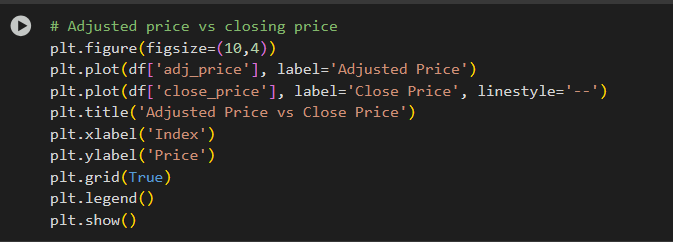 # Adjusted price vs closing price
plt.figure(figsize=(10,4))
plt.plot(df['adj_price'], label='Adjusted Price')
plt.plot(df['close_price'], label='Close Price', linestyle='--')
plt.title('Adjusted Price vs Close Price')
plt.xlabel('Index')
plt.ylabel('Price')
plt.grid(True)
plt.legend()
plt.show()